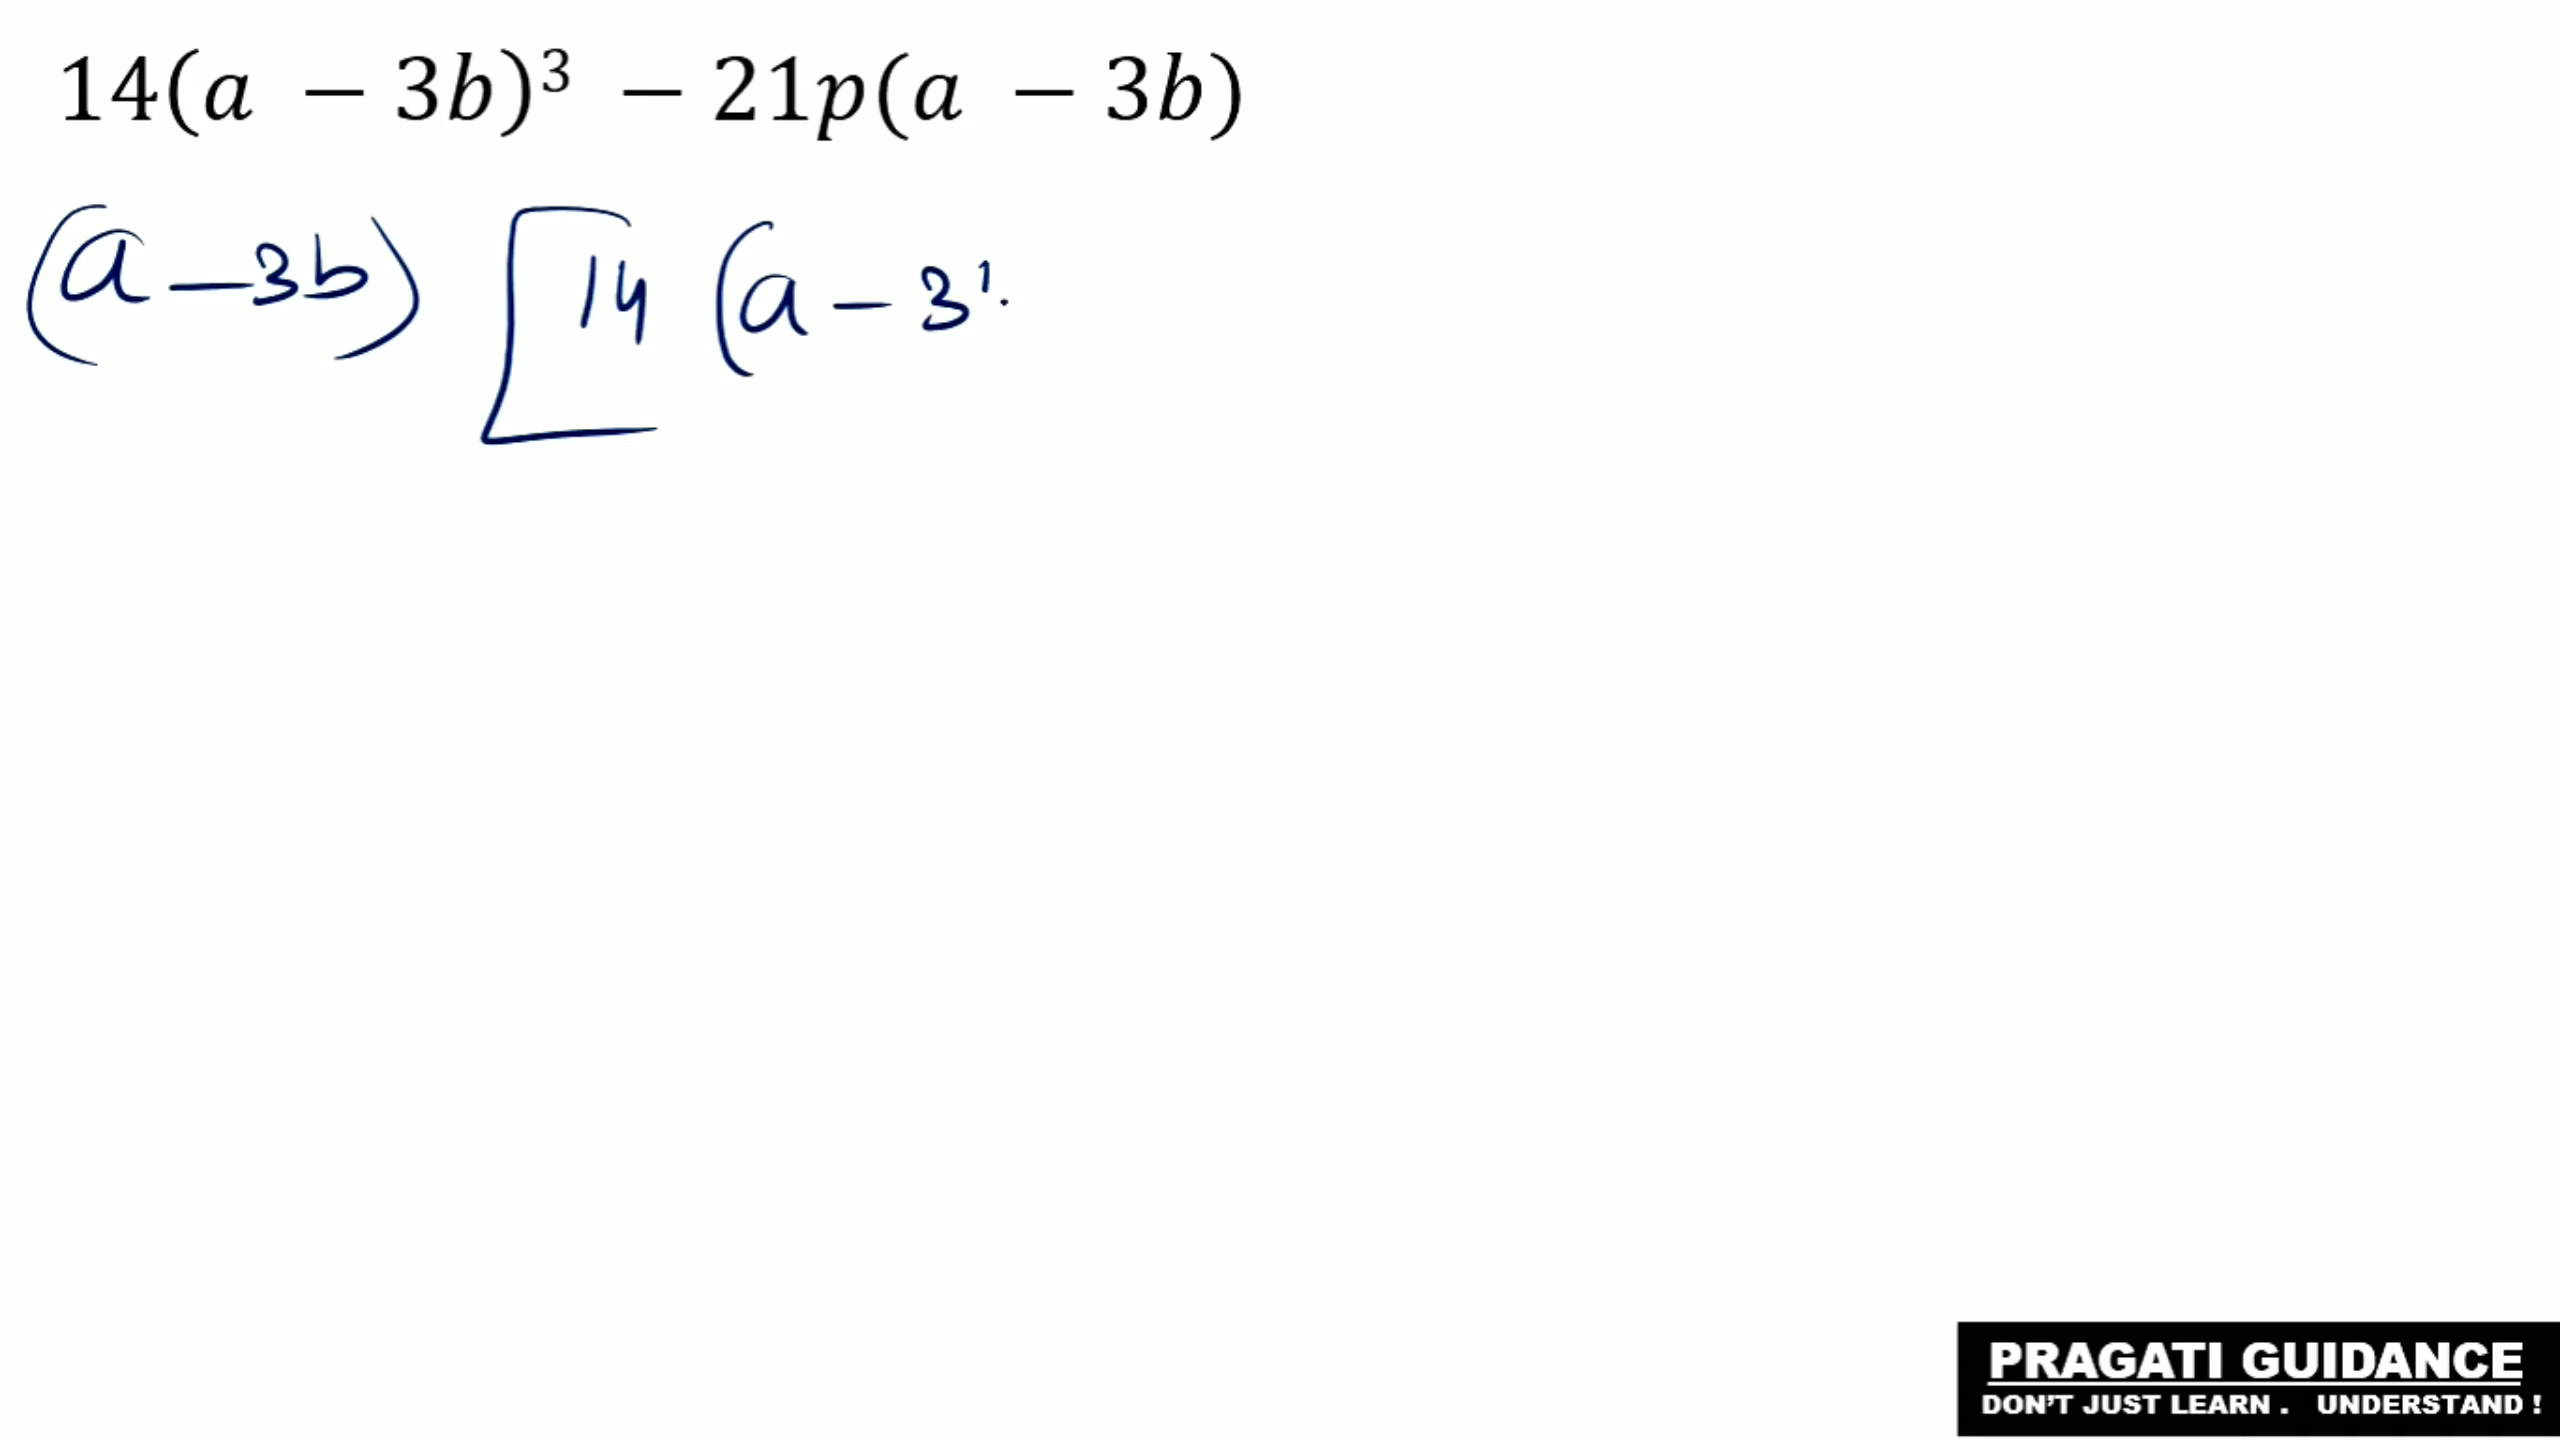 14(a − 3b)³ − 21p(a − 3b)
(a − 3b) [14 (a − 3
PRAGATI GUIDANCE
DON'T JUST LEARN . UNDERSTAND !